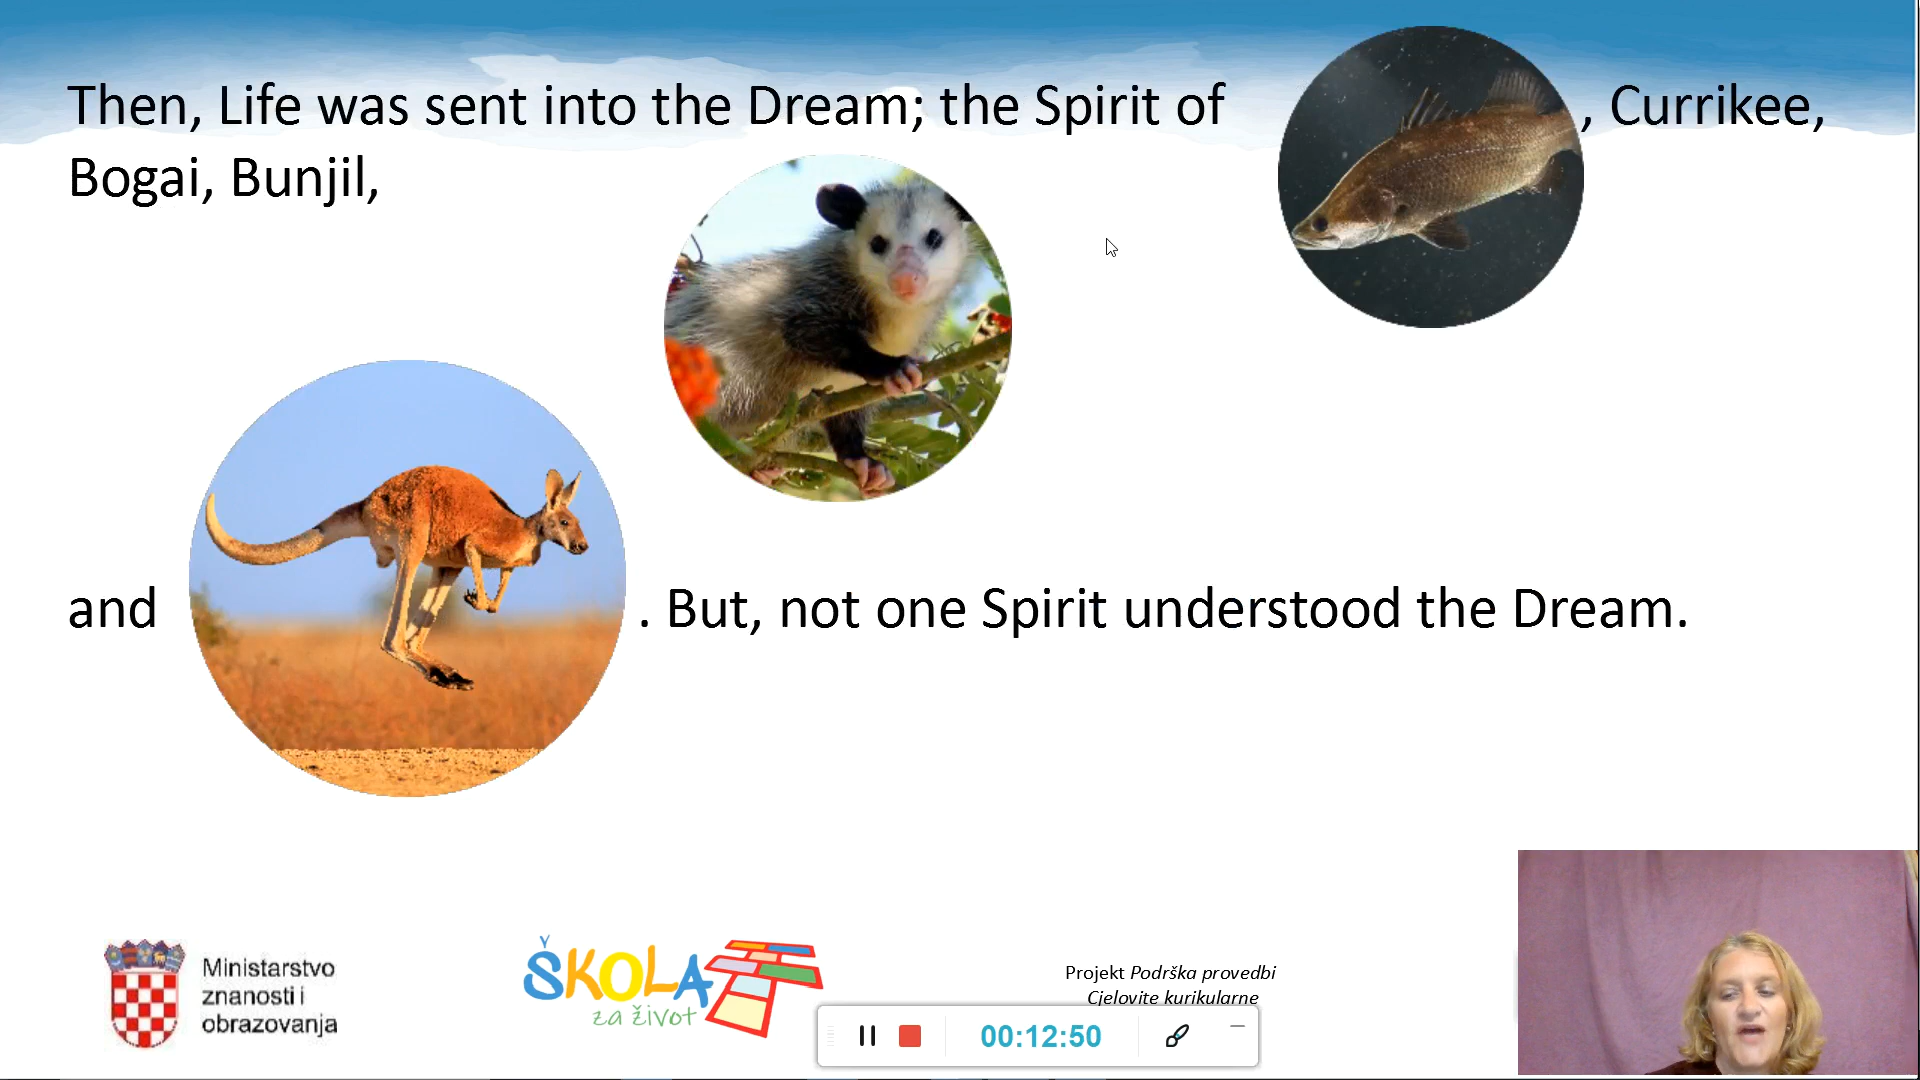 Then, Life was sent into the Dream; the Spirit of , Currikee,
Bogai, Bunjil,
and . But, not one Spirit understood the Dream.
Ministarstvo
znanosti i
obrazovanja
ŠKOLA
za život
Projekt Podrška provedbi
Cjelovite kurikularne
00:12:50